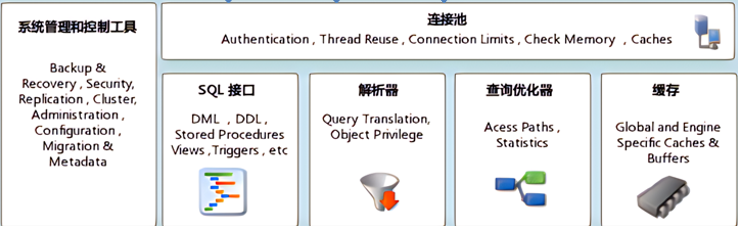 系统管理和控制工具
Backup &
Recovery , Security,
Replication , Cluster,
Administration ,
Configuration ,
Migration &
Metadata
连接池
Authentication , Thread Reuse , Connection Limits , Check Memory , Caches
SQL 接口
DML , DDL ,
Stored Procedures
Views ,Triggers , etc
解析器
Query Translation,
Object Privilege
查询优化器
Acess Paths ,
Statistics
缓存
Global and Engine
Specific Caches &
Buffers